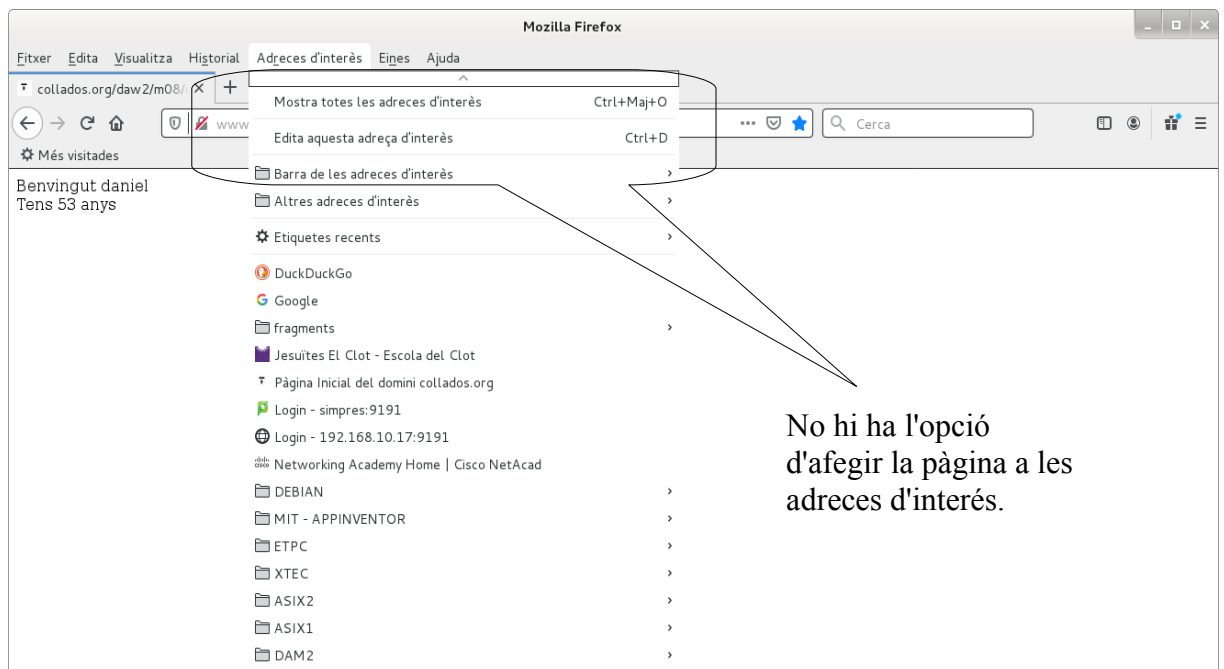 Mozilla Firefox
Fitxer Edita Visualitza Historial Adreces d'interès Eines Ajuda
collados.org/daw2/m08/
Mostra totes les adreces d'interès Ctrl+Maj+O
www
Cerca
Edita aquesta adreça d'interès Ctrl+D
Més visitades
Barra de les adreces d'interès
Benvingut daniel
Tens 53 anys
Altres adreces d'interès
Etiquetes recents
DuckDuckGo
Google
fragments
Jesuïtes El Clot - Escola del Clot
Pàgina Inicial del domini collados.org
Login - simpres:9191
Login - 192.168.10.17:9191
Networking Academy Home | Cisco NetAcad
DEBIAN
MIT - APPINVENTOR
ETPC
XTEC
ASIX2
ASIX1
DAM2
No hi ha l'opció
d'afegir la pàgina a les
adreces d'interés.